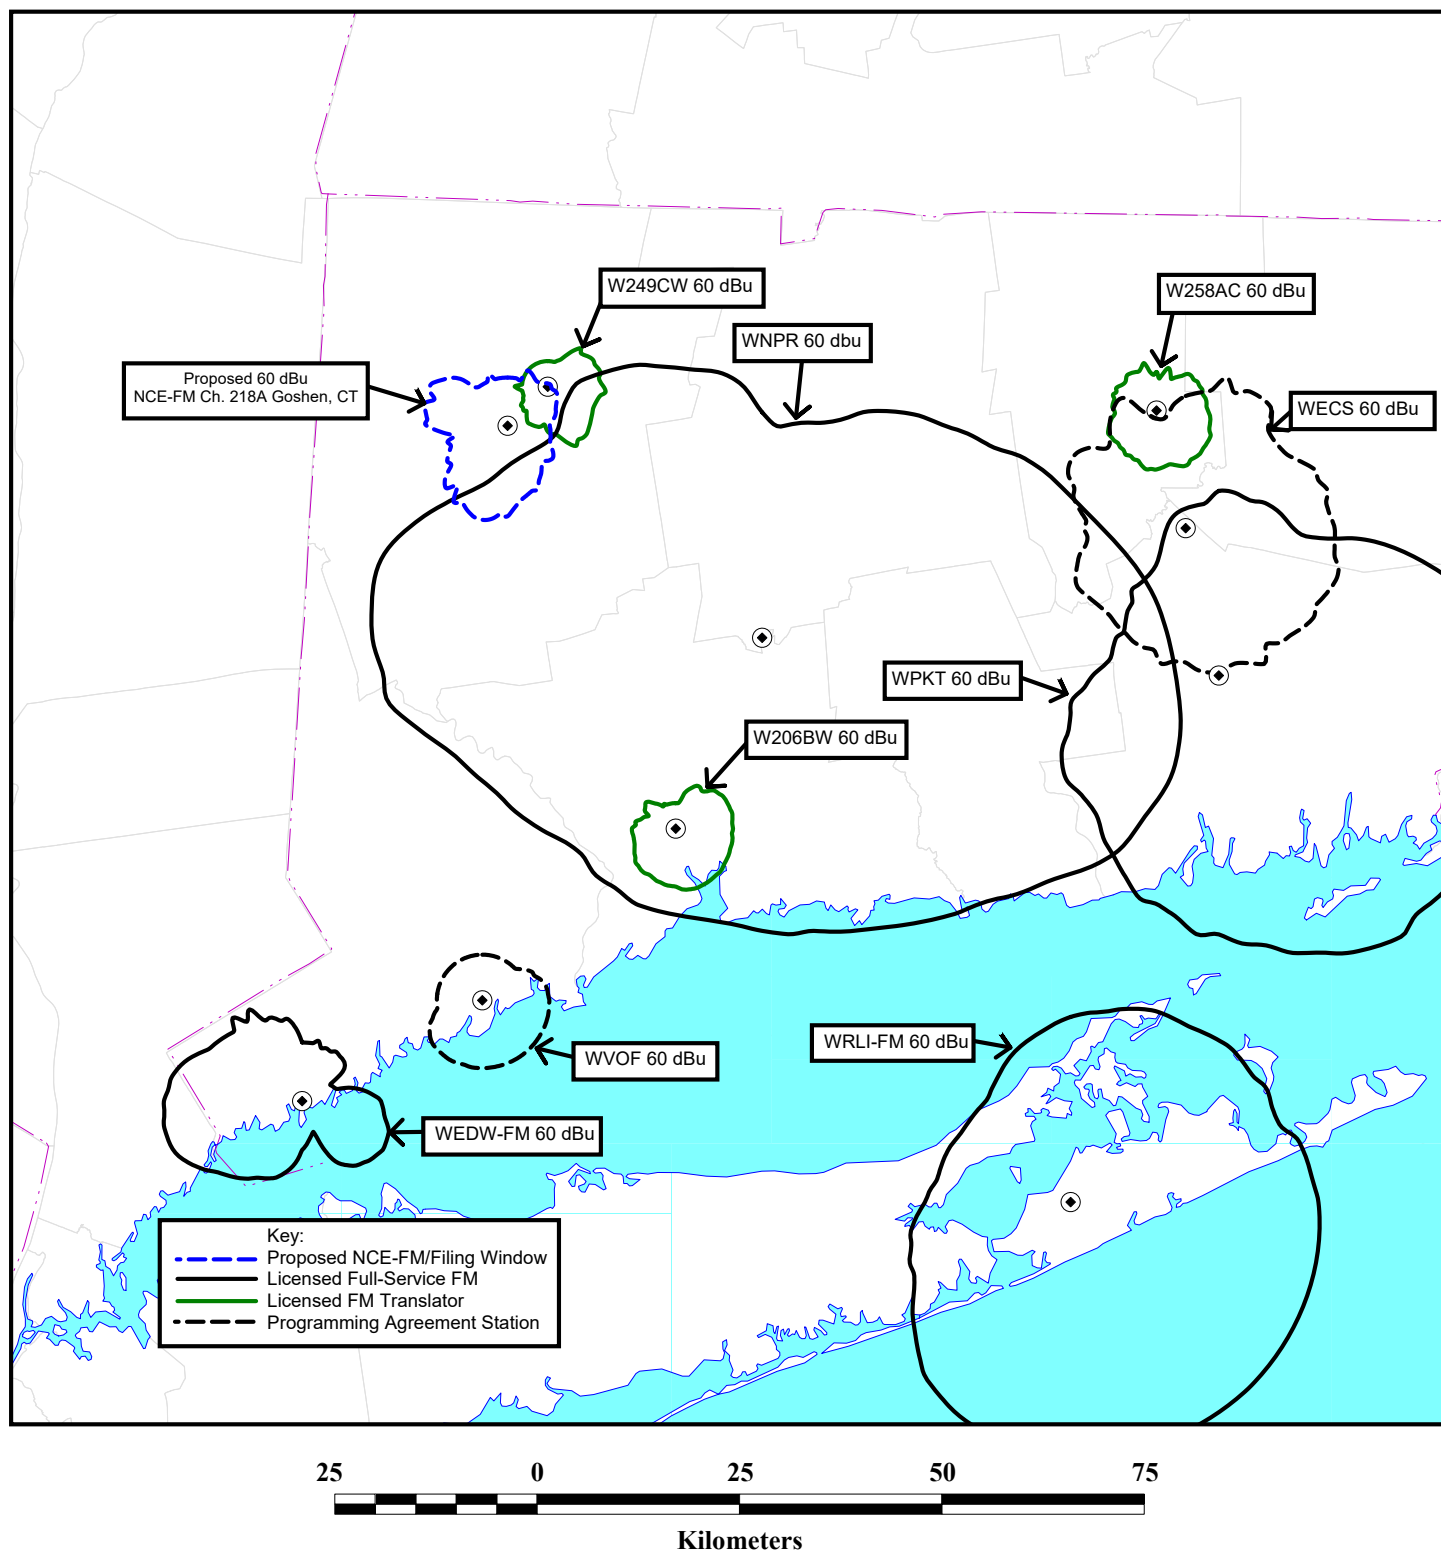 W249CW 60 dBu
W258AC 60 dBu
WNPR 60 dbu
Proposed 60 dBu
NCE-FM Ch. 218A Goshen, CT
WECS 60 dBu
WPKT 60 dBu
W206BW 60 dBu
WRLI-FM 60 dBu
WVOF 60 dBu
WEDW-FM 60 dBu
Key:
Proposed NCE-FM/Filing Window
Licensed Full-Service FM
Licensed FM Translator
Programming Agreement Station
25 0 25 50 75
Kilometers